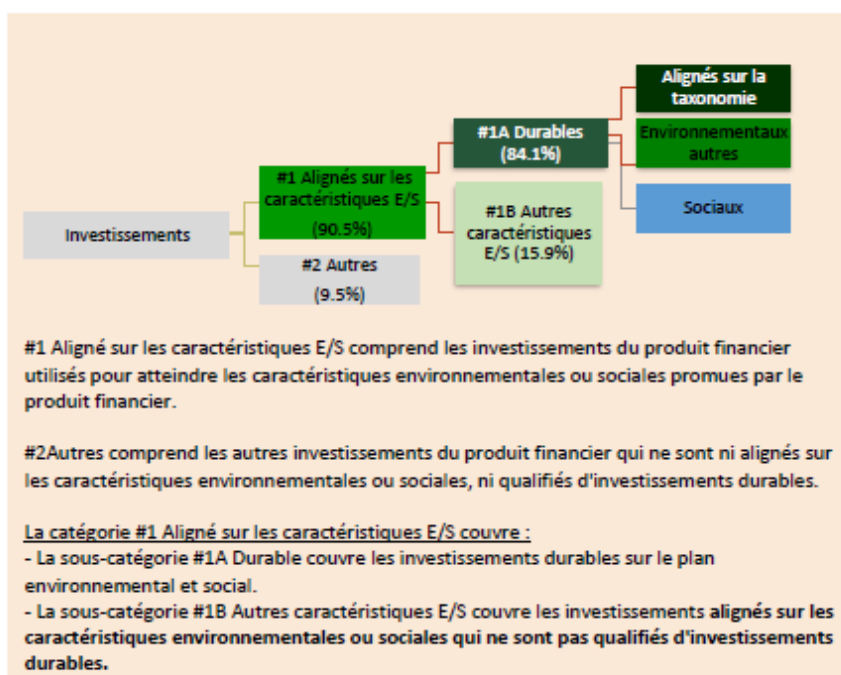 Alignés sur la
taxonomie
#1A Durables
(84.1%)
Environnementaux
autres
#1 Alignés sur les
caractéristiques E/S
(90.5%)
#1B Autres
caractéristiques
E/S (15.9%)
Sociaux
Investissements
#2 Autres
(9.5%)
#1 Aligné sur les caractéristiques E/S comprend les investissements du produit financier
utilisés pour atteindre les caractéristiques environnementales ou sociales promues par le
produit financier.
#2Autres comprend les autres investissements du produit financier qui ne sont ni alignés sur
les caractéristiques environnementales ou sociales, ni qualifiés d'investissements durables.
La catégorie #1 Aligné sur les caractéristiques E/S couvre :
- La sous-catégorie #1A Durable couvre les investissements durables sur le plan
environnemental et social.
- La sous-catégorie #1B Autres caractéristiques E/S couvre les investissements alignés sur les
caractéristiques environnementales ou sociales qui ne sont pas qualifiés d'investissements
durables.